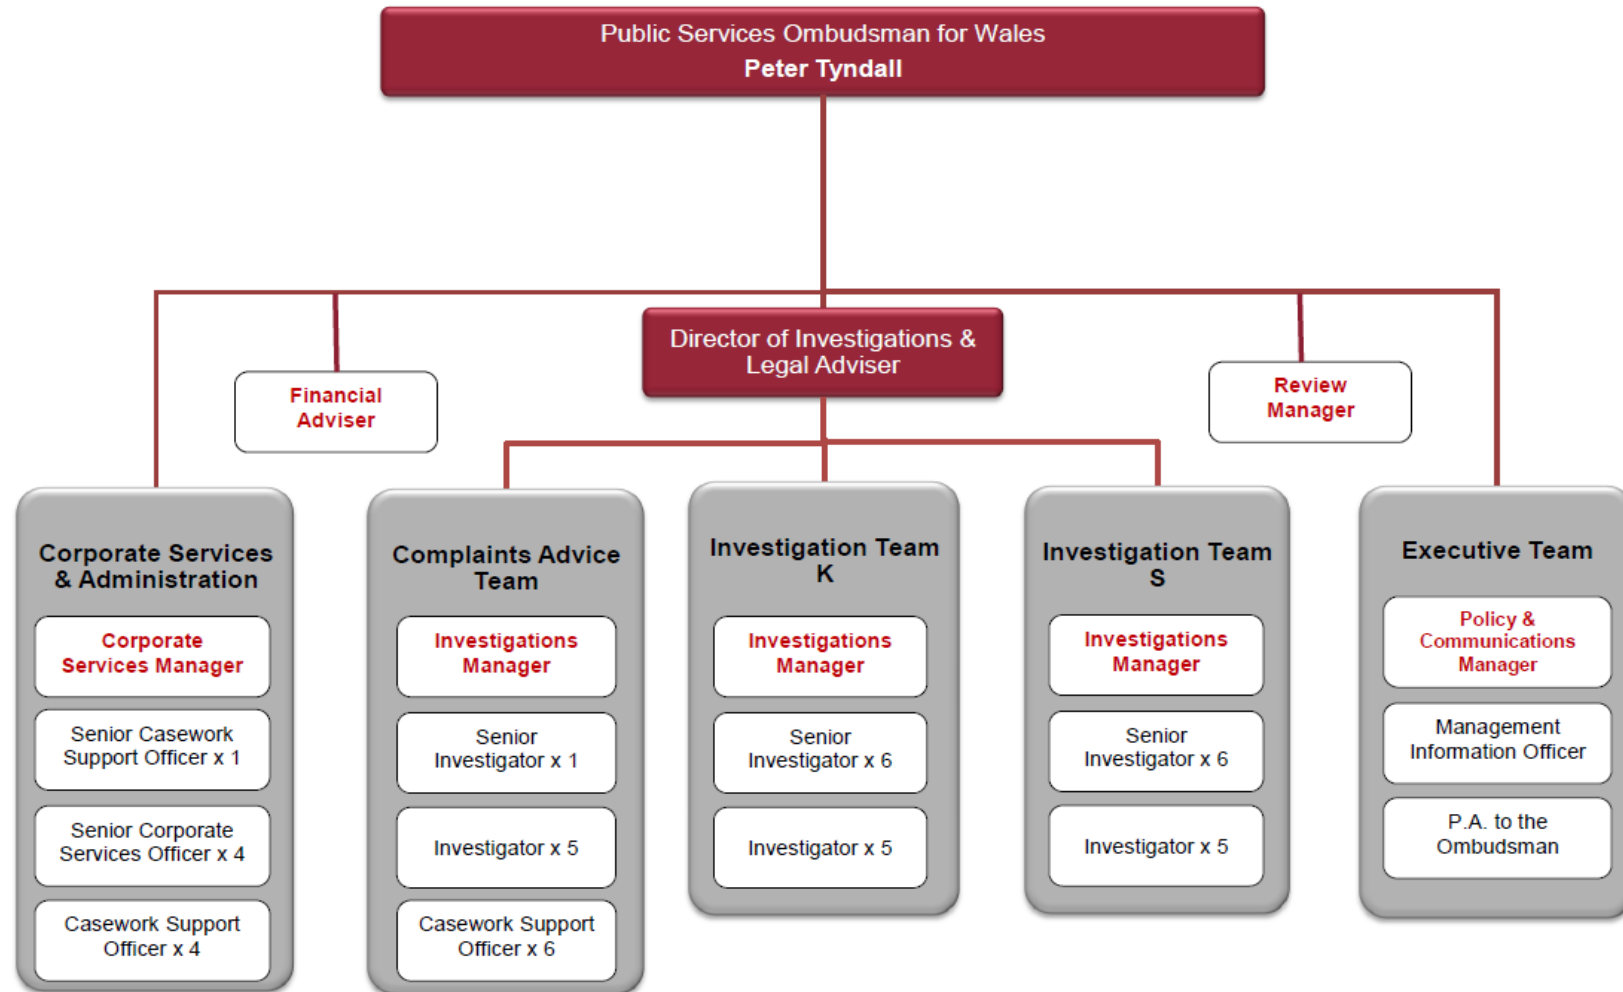 Public Services Ombudsman for Wales
Peter Tyndall
Director of Investigations &
Legal Adviser
Financial
Adviser
Review
Manager
Corporate Services
& Administration
Corporate
Services Manager
Senior Casework
Support Officer x 1
Senior Corporate
Services Officer x 4
Casework Support
Officer x 4
Complaints Advice
Team
Investigations
Manager
Senior
Investigator x 1
Investigator x 5
Casework Support
Officer x 6
Investigation Team
K
Investigations
Manager
Senior
Investigator x 6
Investigator x 5
Investigation Team
S
Investigations
Manager
Senior
Investigator x 6
Investigator x 5
Executive Team
Policy &
Communications
Manager
Management
Information Officer
P.A. to the
Ombudsman